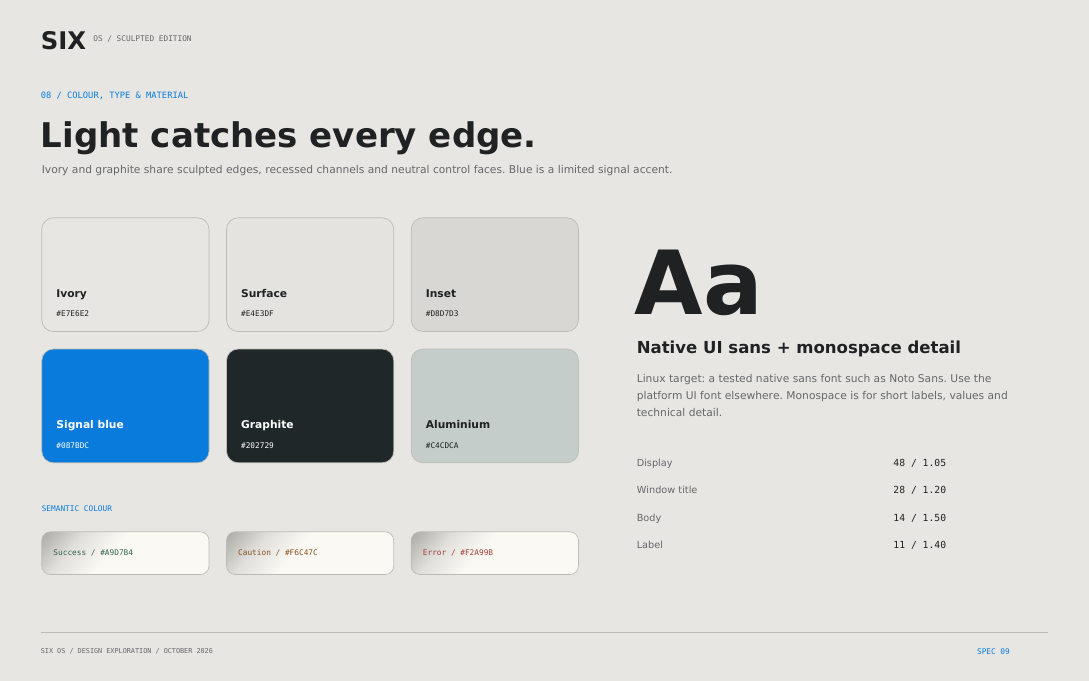 SIX OS / SCULPTED EDITION
08 / COLOUR, TYPE & MATERIAL
Light catches every edge.
Ivory and graphite share sculpted edges, recessed channels and neutral control faces. Blue is a limited signal accent.
Ivory
#E7E6E2
Surface
#E4E3DF
Inset
#D8D7D3
Signal blue
#087BDC
Graphite
#202729
Aluminium
#C4CDCA
SEMANTIC COLOUR
Success / #A9D7B4
Caution / #F6C47C
Error / #F2A99B
Aa
Native UI sans + monospace detail
Linux target: a tested native sans font such as Noto Sans. Use the
platform UI font elsewhere. Monospace is for short labels, values and
technical detail.
Display 48 / 1.05
Window title 28 / 1.20
Body 14 / 1.50
Label 11 / 1.40
SIX OS / DESIGN EXPLORATION / OCTOBER 2026
SPEC 09